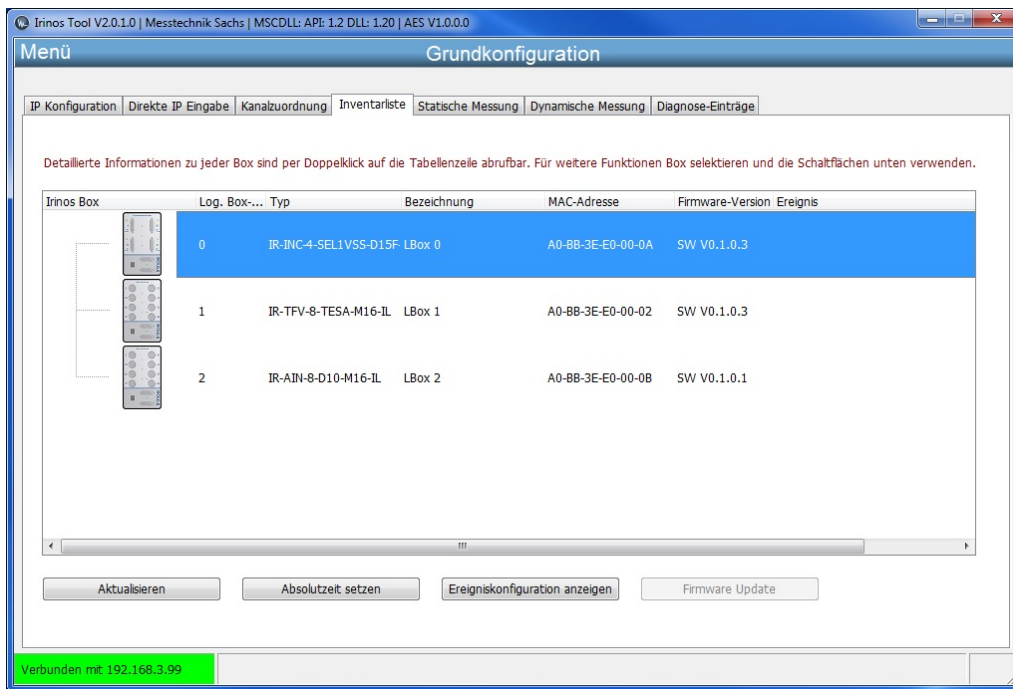 Irinos Tool V2.0.1.0 | Messtechnik Sachs | MSCDLL: API: 1.2 DLL: 1.20 | AES V1.0.0.0
Menü Grundkonfiguration
IP Konfiguration Direkte IP Eingabe Kanalzuordnung Inventarliste Statische Messung Dynamische Messung Diagnose-Einträge
Detaillierte Informationen zu jeder Box sind per Doppelklick auf die Tabellenzeile abrufbar. Für weitere Funktionen Box selektieren und die Schaltflächen unten verwenden.
Irinos Box Log. Box-... Typ Bezeichnung MAC-Adresse Firmware-Version Ereignis
0 IR-INC-4-SEL1VSS-D15F- LBox 0 A0-BB-3E-E0-00-0A SW V0.1.0.3
1 IR-TFV-8-TESA-M16-IL LBox 1 A0-BB-3E-E0-00-02 SW V0.1.0.3
2 IR-AIN-8-D10-M16-IL LBox 2 A0-BB-3E-E0-00-0B SW V0.1.0.1
Aktualisieren Absolutzeit setzen Ereigniskonfiguration anzeigen Firmware Update
Verbunden mit 192.168.3.99